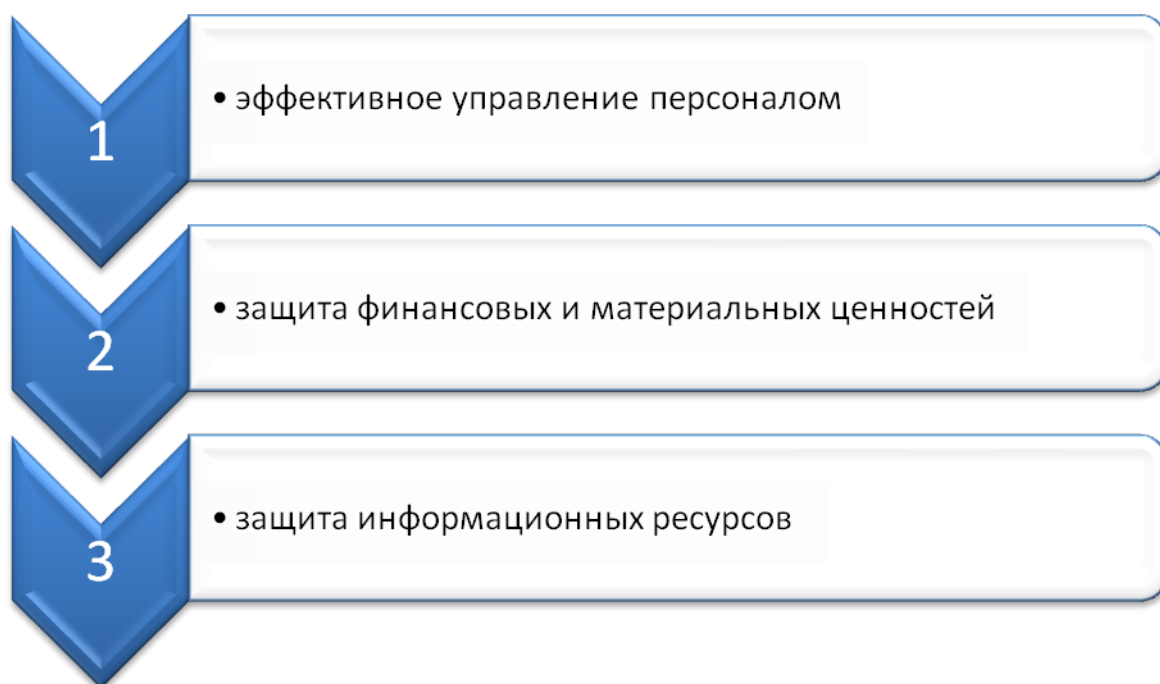 1
• эффективное управление персоналом
2
• защита финансовых и материальных ценностей
3
• защита информационных ресурсов